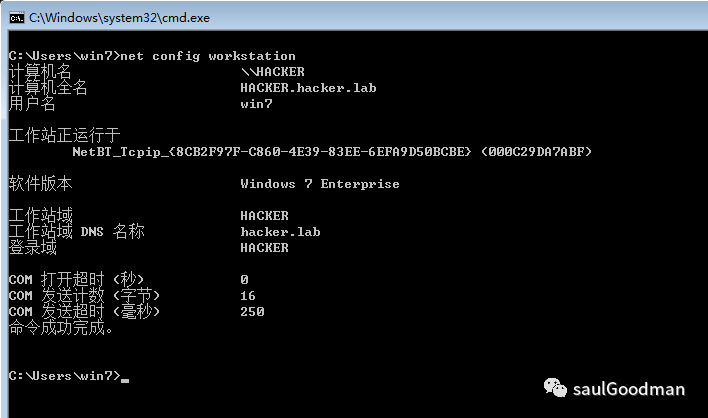 C:\Windows\system32\cmd.exe
C:\Users\win7>net config workstation
计算机名 \\HACKER
计算机全名 HACKER.hacker.lab
用户名 win7
工作站正运行于
NetBT_Tcpip_{8CB2F97F-C860-4E39-83EE-6EFA9D50BCBE} (000C29DA7ABF)
软件版本 Windows 7 Enterprise
工作站域 HACKER
工作站域 DNS 名称 hacker.lab
登录域 HACKER
COM 打开超时 (秒) 0
COM 发送计数 (字节) 16
COM 发送超时 (毫秒) 250
命令成功完成。
C:\Users\win7>_
saulGoodman